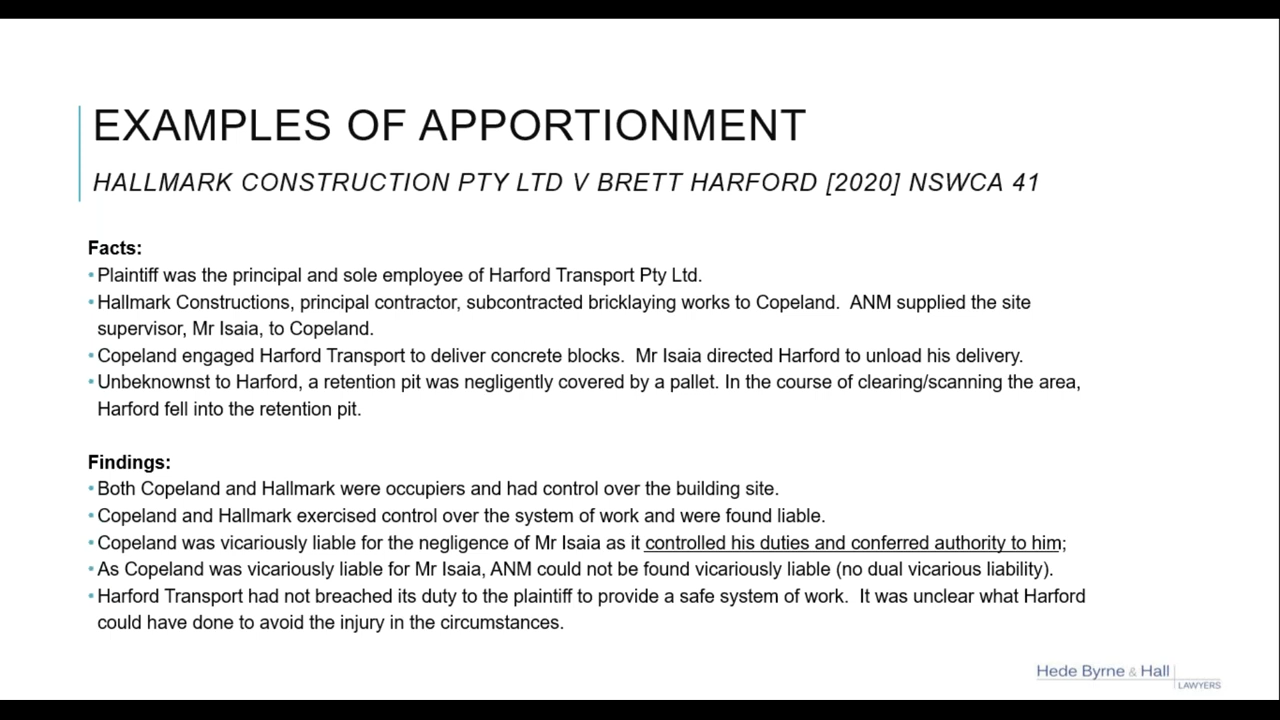 EXAMPLES OF APPORTIONMENT
HALLMARK CONSTRUCTION PTY LTD V BRETT HARFORD [2020] NSWCA 41
Facts:
•Plaintiff was the principal and sole employee of Harford Transport Pty Ltd.
•Hallmark Constructions, principal contractor, subcontracted bricklaying works to Copeland.  ANM supplied the site
supervisor, Mr Isaia, to Copeland.
•Copeland engaged Harford Transport to deliver concrete blocks.  Mr Isaia directed Harford to unload his delivery.
•Unbeknownst to Harford, a retention pit was negligently covered by a pallet. In the course of clearing/scanning the area,
Harford fell into the retention pit.
Findings:
•Both Copeland and Hallmark were occupiers and had control over the building site.
•Copeland and Hallmark exercised control over the system of work and were found liable.
•Copeland was vicariously liable for the negligence of Mr Isaia as it controlled his duties and conferred authority to him;
•As Copeland was vicariously liable for Mr Isaia, ANM could not be found vicariously liable (no dual vicarious liability).
•Harford Transport had not breached its duty to the plaintiff to provide a safe system of work.  It was unclear what Harford
could have done to avoid the injury in the circumstances.
Hede Byrne & Hall
LAWYERS